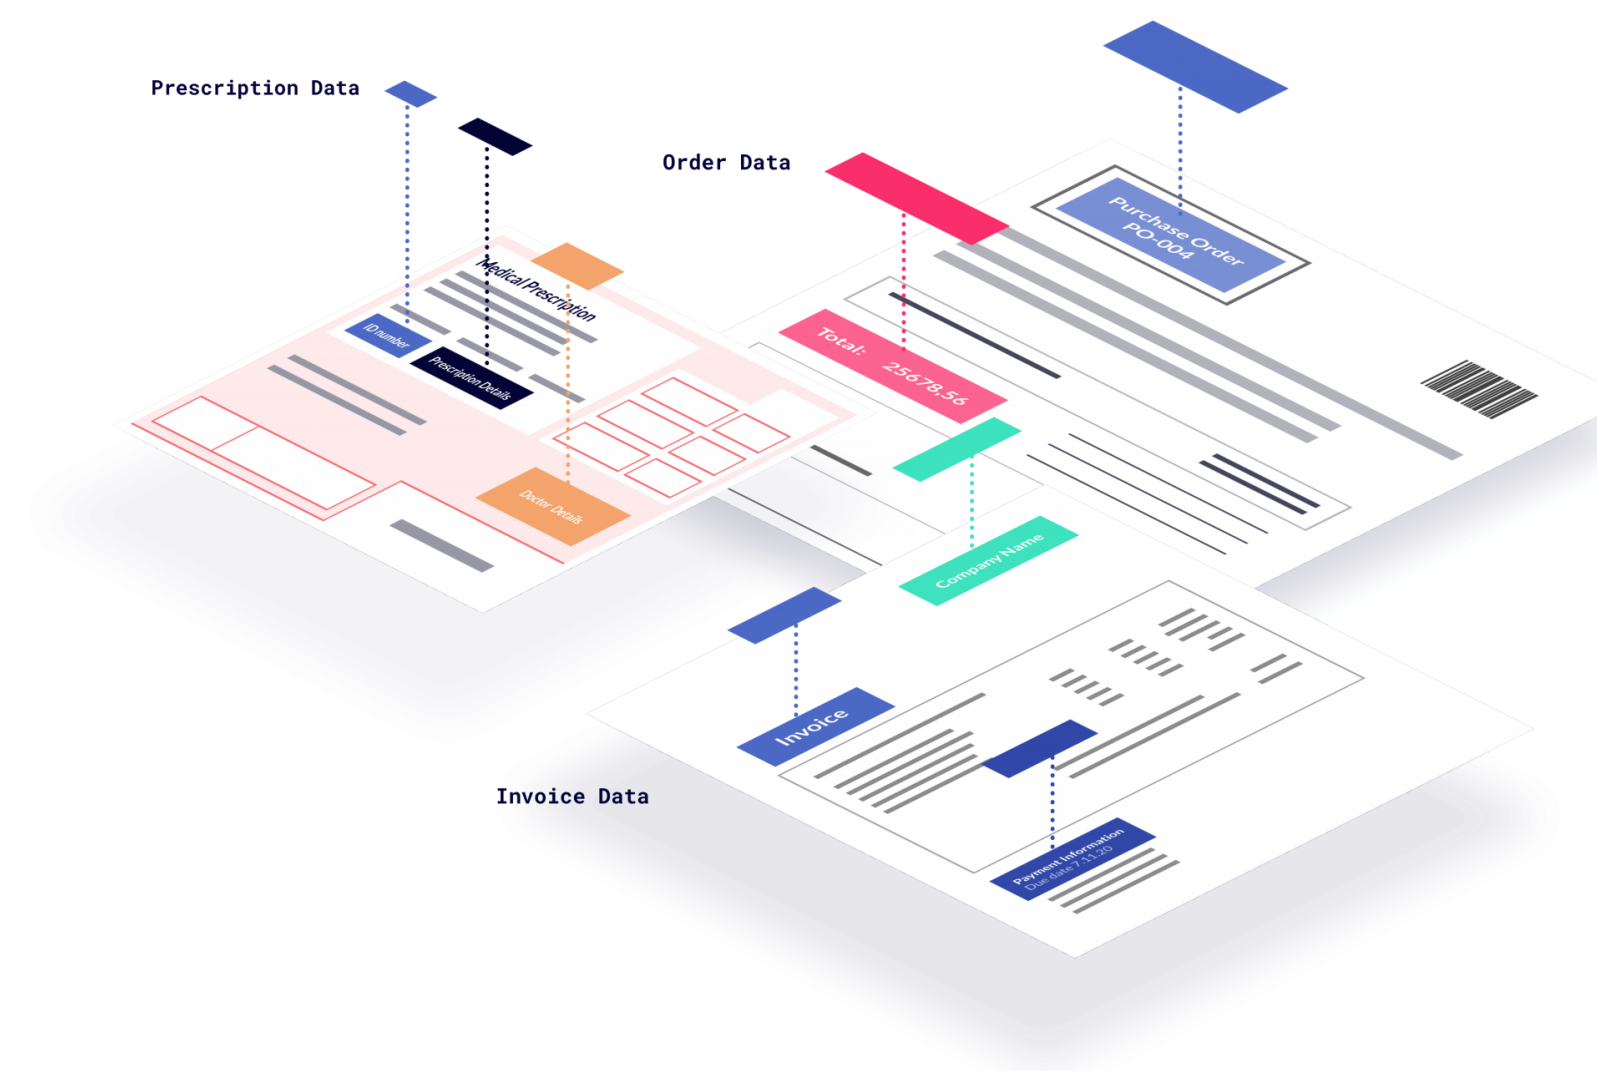 Prescription Data
Medical Prescription
ID number
Prescription Details
Doctor Details
Order Data
Purchase Order
PO-004
Total: 25678,56
Company Name
Invoice
Invoice Data
Payment Information
Due date 7.11.20